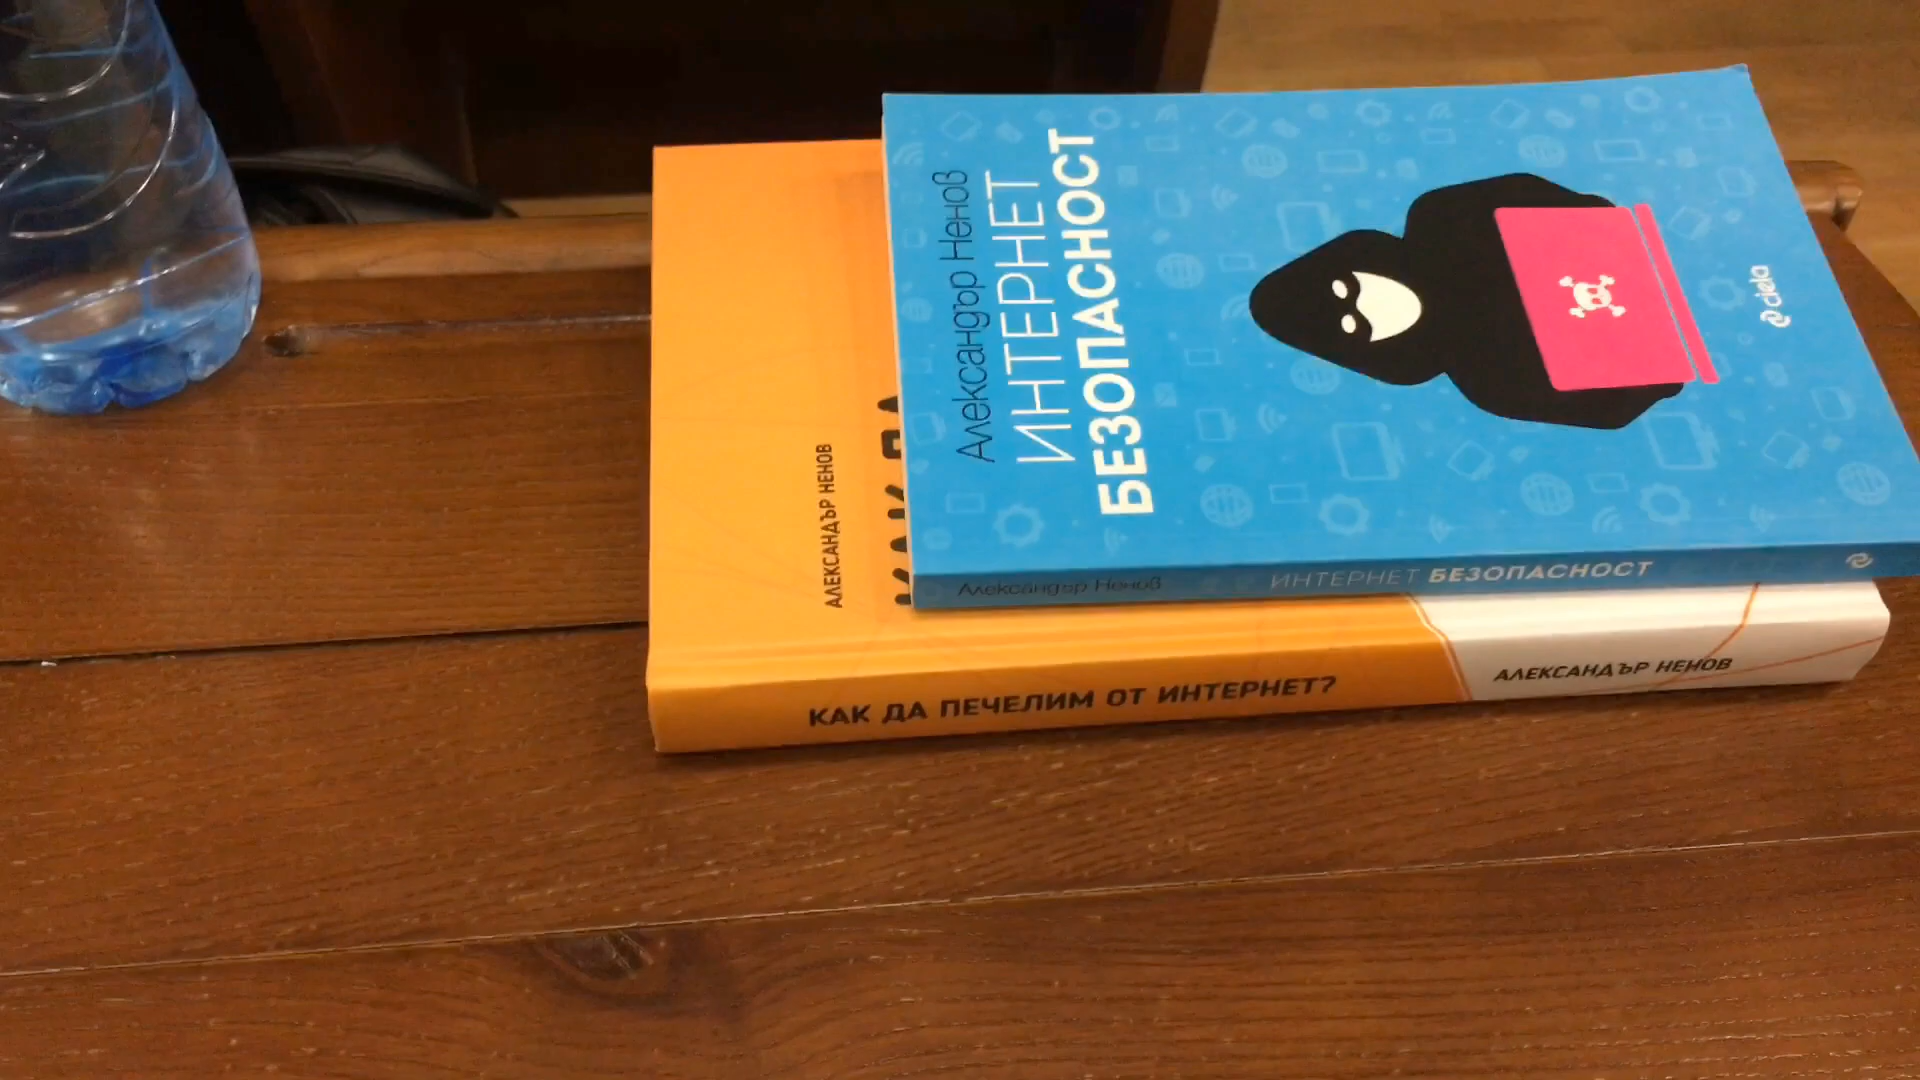 Александър Ненов
ИНТЕРНЕТ
БЕЗОПАСНОСТ
ciela
Александър Ненов ИНТЕРНЕТ БЕЗОПАСНОСТ
АЛЕКСАНДЪР НЕНОВ
КАК ДА ПЕЧЕЛИМ ОТ ИНТЕРНЕТ? АЛЕКСАНДЪР НЕНОВ